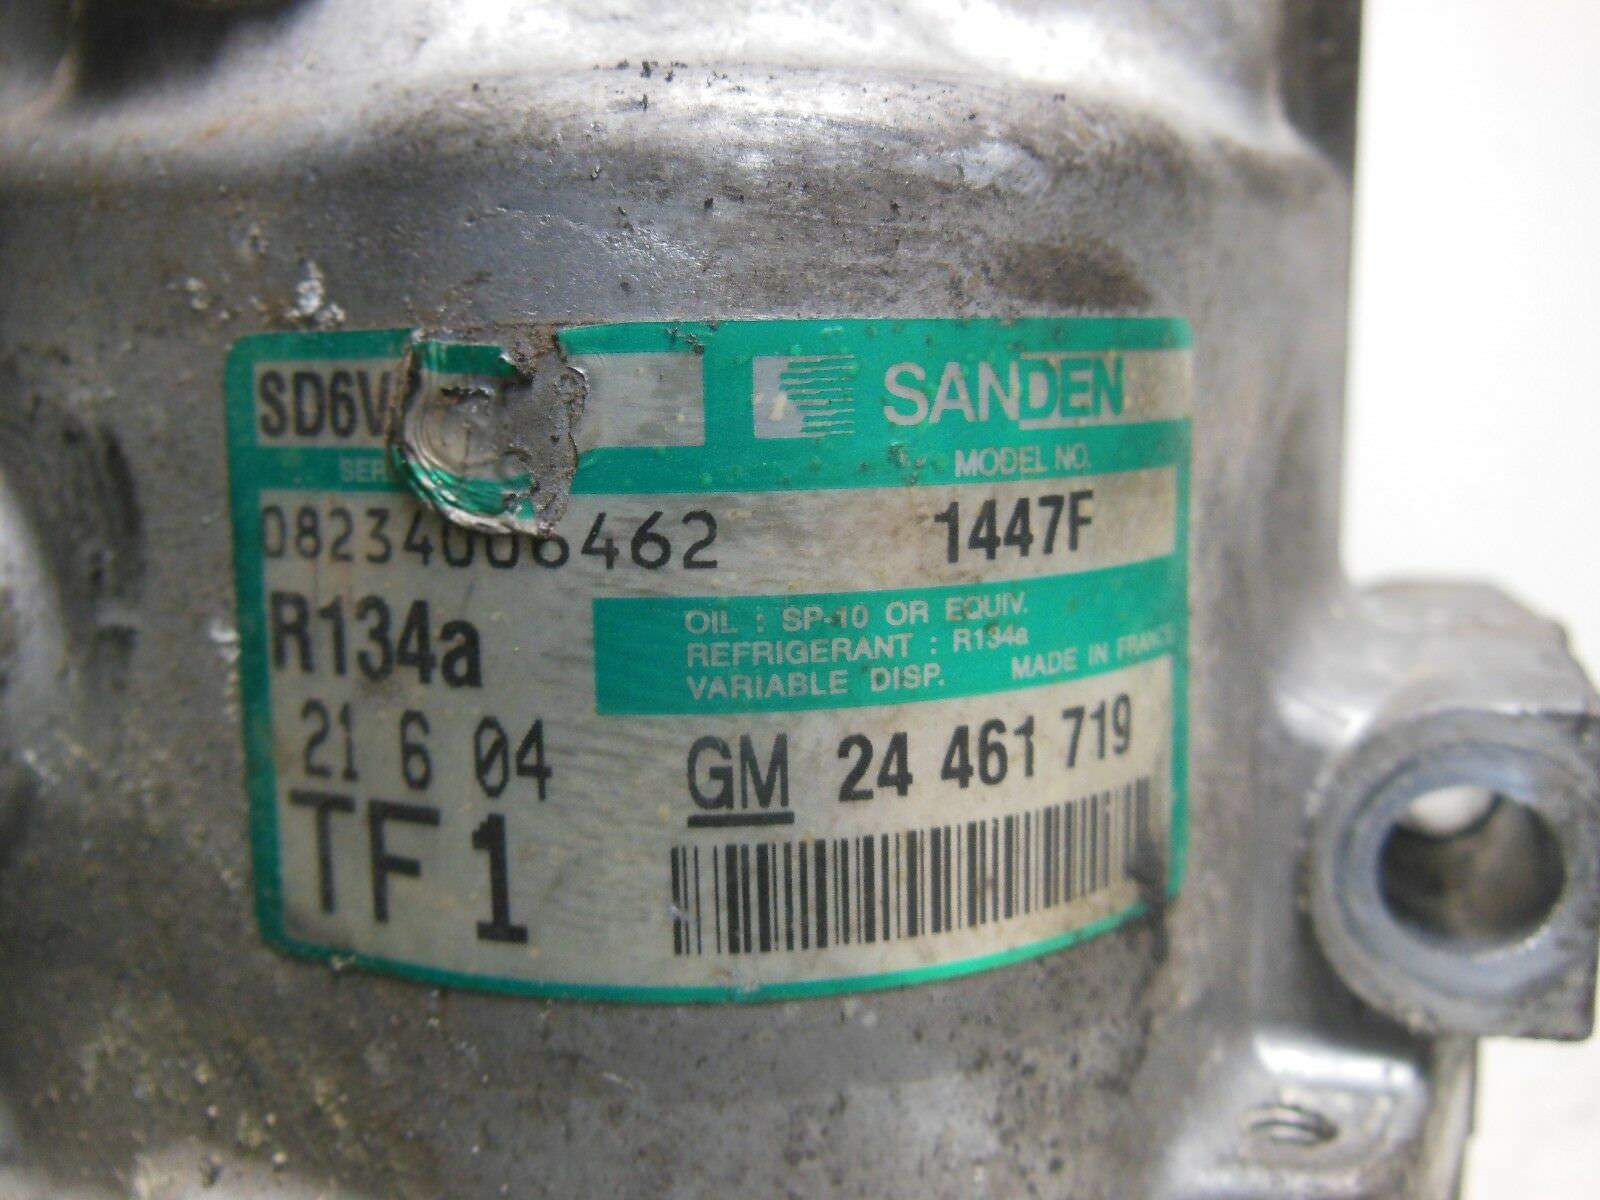 SD6V
SANDEN
MODEL NO.
08234006462
1447F
R134a
OIL : SP-10 OR EQUIV.
REFRIGERANT : R134a
VARIABLE DISP. MADE IN FRANCE
21 6 04
GM 24 461 719
TF1